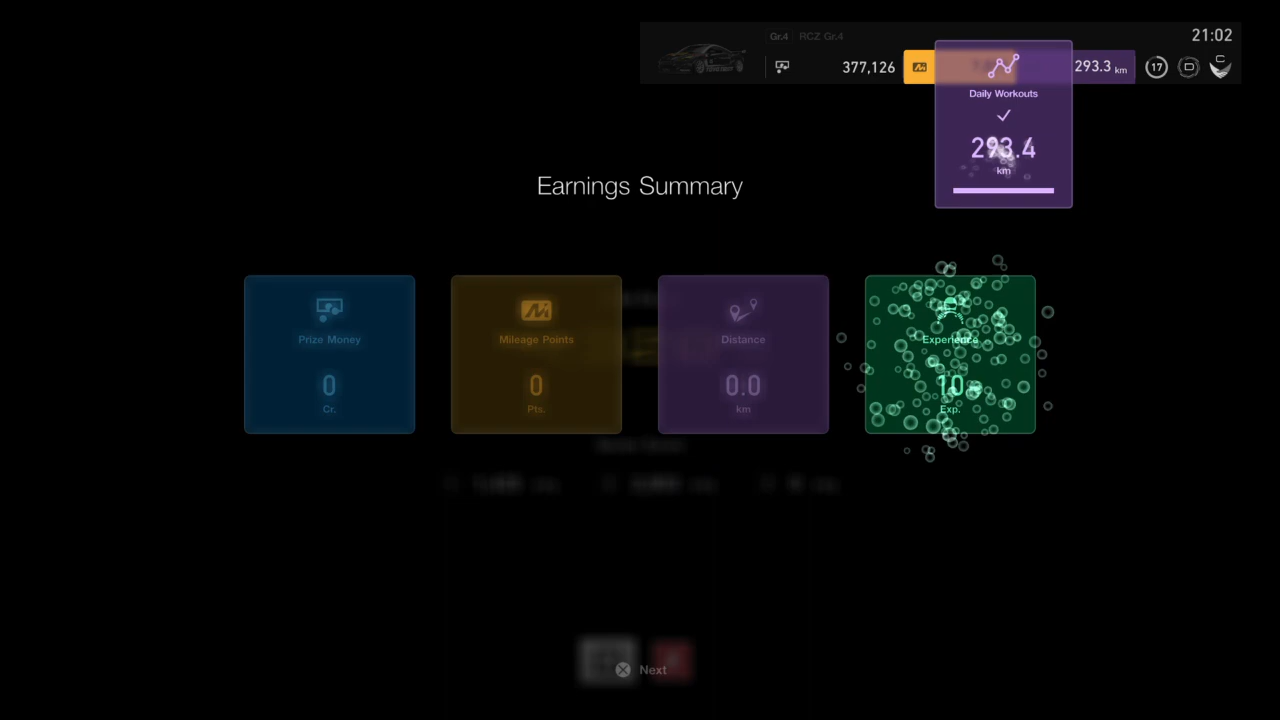 Gr.4 RCZ Gr.4
21:02
377,126
293.3 km
17
D
C
Daily Workouts
293.4
km
Earnings Summary
Prize Money
0
Cr.
Mileage Points
0
Pts.
Distance
0.0
km
Experience
10
Exp.
Next